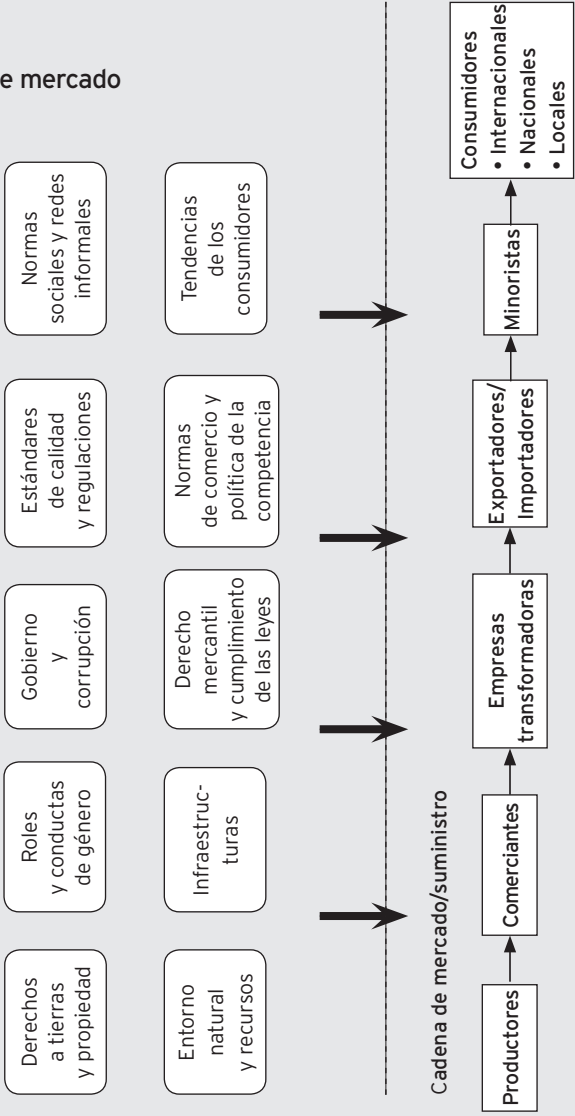 e mercado
Derechos
a tierras
y propiedad
Roles
y conductas
de género
Gobierno
y
corrupción
Estándares
de calidad
y regulaciones
Normas
sociales y redes
informales
Entorno
natural
y recursos
Infraestruc-
turas
Derecho
mercantil
y cumplimiento
de las leyes
Normas
de comercio y
política de la
competencia
Tendencias
de los
consumidores
Cadena de mercado/suministro
Productores
Comerciantes
Empresas
transformadoras
Exportadores/
Importadores
Minoristas
Consumidores
• Internacionales
• Nacionales
• Locales